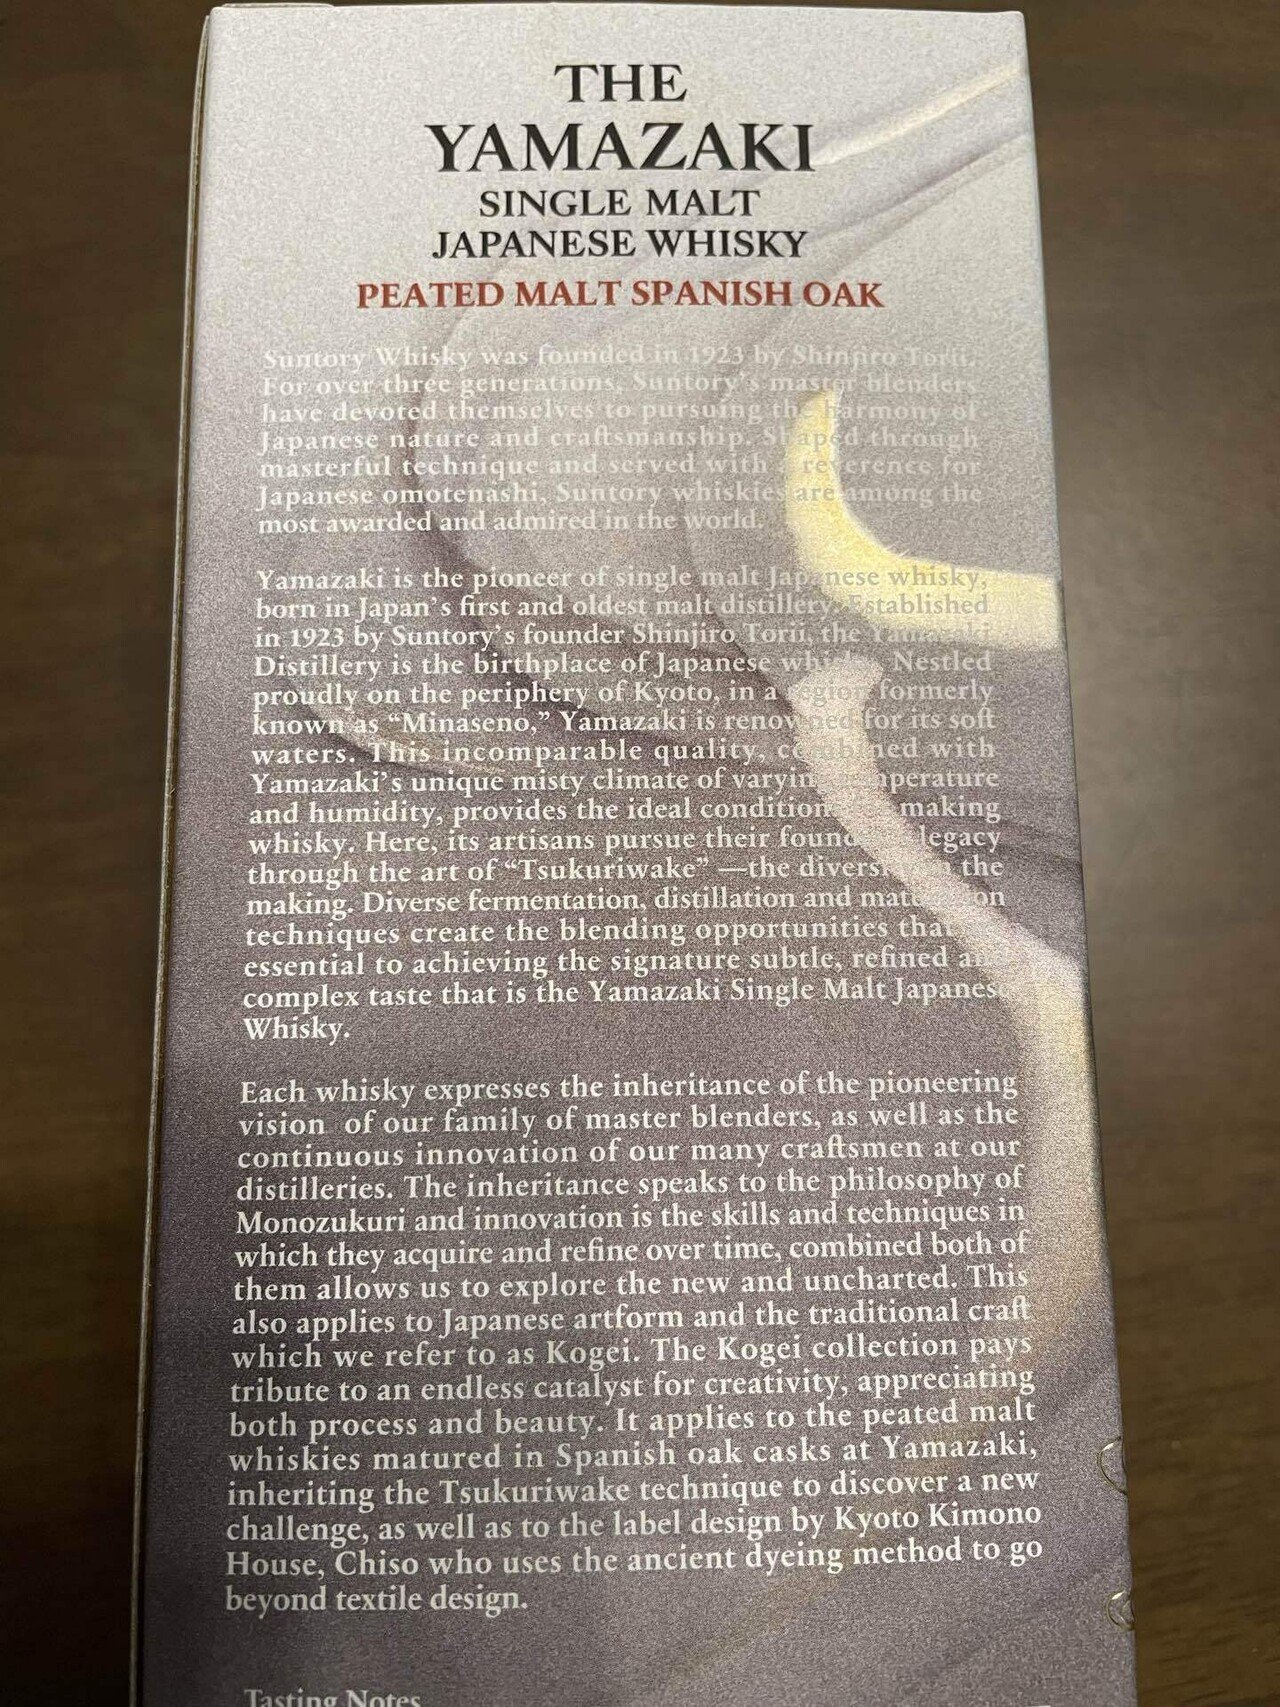 THE
YAMAZAKI
SINGLE MALT
JAPANESE WHISKY
PEATED MALT SPANISH OAK
Suntory Whisky was founded in 1923 by Shinjiro Torii.
For over three generations, Suntory's master blenders
have devoted themselves to pursuing the harmony of
Japanese nature and craftsmanship. Shaped through
masterful technique and served with a reverence for
Japanese omotenashi, Suntory whiskies are among the
most awarded and admired in the world.
Yamazaki is the pioneer of single malt Japanese whisky,
born in Japan's first and oldest malt distillery. Established
in 1923 by Suntory's founder Shinjiro Torii, the Yamazaki
Distillery is the birthplace of Japanese whisky. Nestled
proudly on the periphery of Kyoto, in a region formerly
known as “Minaseno,” Yamazaki is renowned for its soft
waters. This incomparable quality, combined with
Yamazaki's unique misty climate of varying temperature
and humidity, provides the ideal condition making
whisky. Here, its artisans pursue their legacy
through the art of “Tsukuriwake” —the the
making. Diverse fermentation, distillation and maturation
techniques create the blending opportunities that
essential to achieving the signature subtle, refined and
complex taste that is the Yamazaki Single Malt Japanese
Whisky.
Each whisky expresses the inheritance of the pioneering
vision of our family of master blenders, as well as the
continuous innovation of our many craftsmen at our
distilleries. The inheritance speaks to the philosophy of
Monozukuri and innovation is the skills and techniques in
which they acquire and refine over time, combined both of
them allows us to explore the new and uncharted. This
also applies to Japanese artform and the traditional craft
which we refer to as Kogei. The Kogei collection pays
tribute to an endless catalyst for creativity, appreciating
both process and beauty. It applies to the peated malt
whiskies matured in Spanish oak casks at Yamazaki,
inheriting the Tsukuriwake technique to discover a new
challenge, as well as to the label design by Kyoto Kimono
House, Chiso who uses the ancient dyeing method to go
beyond textile design.
Tasting Notes